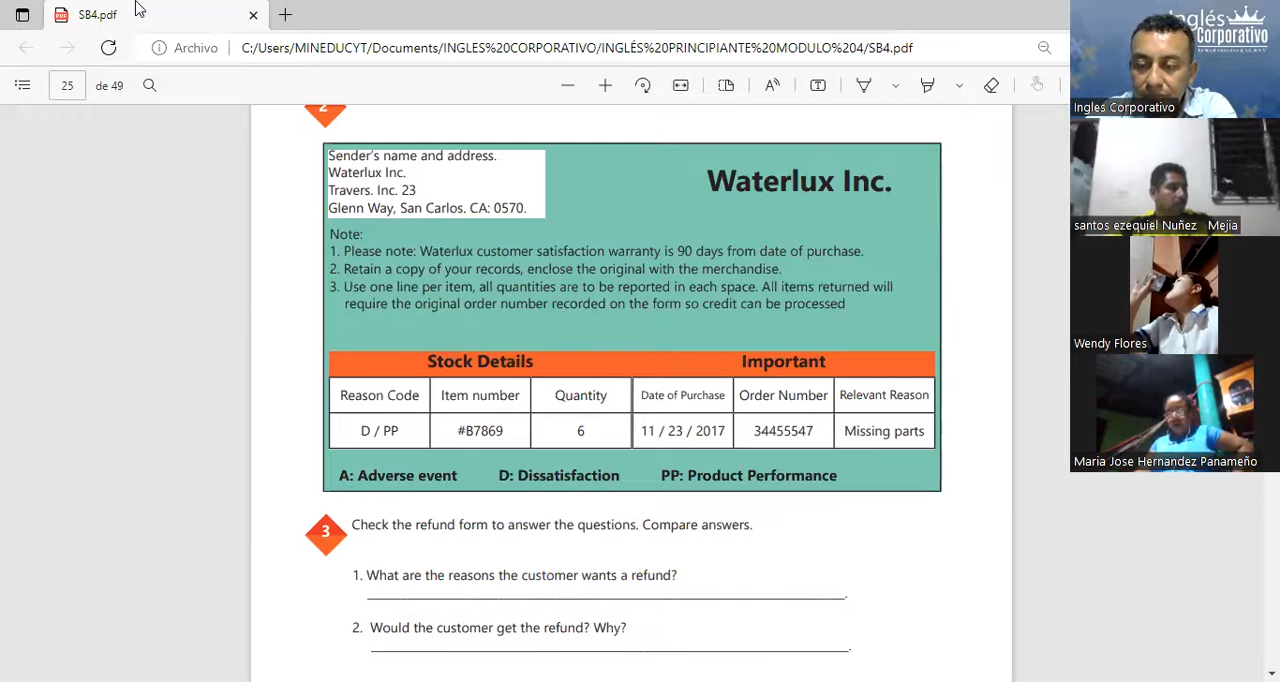 SB4.pdf
Archivo
C:/Users/MINEDUCYT/Documents/INGLES%20CORPORATIVO/INGLÉS%20PRINCIPIANTE%20MODULO%204/SB4.pdf
25
de 49
2
Sender's name and address.
Waterlux Inc.
Travers. Inc. 23
Glenn Way, San Carlos. CA: 0570.
Waterlux Inc.
Note:
1. Please note: Waterlux customer satisfaction warranty is 90 days from date of purchase.
2. Retain a copy of your records, enclose the original with the merchandise.
3. Use one line per item, all quantities are to be reported in each space. All items returned will
require the original order number recorded on the form so credit can be processed
Stock Details
Important
Reason Code
Item number
Quantity
Date of Purchase
Order Number
Relevant Reason
D / PP
#B7869
6
11 / 23 / 2017
34455547
Missing parts
A: Adverse event
D: Dissatisfaction
PP: Product Performance
3
Check the refund form to answer the questions. Compare answers.
1. What are the reasons the customer wants a refund?
2. Would the customer get the refund? Why?
Inglés
Corporativo
Ingles Corporativo
santos ezequiel Nuñez Mejia
Wendy Flores
Maria Jose Hernandez Panameño